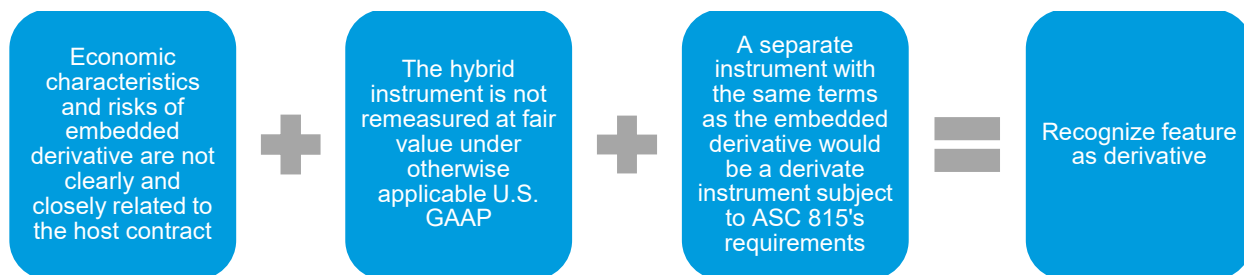 Economic
characteristics
and risks of
embedded
derivative are not
clearly and
closely related to
the host contract
The hybrid
instrument is not
remeasured at fair
value under
otherwise
applicable U.S.
GAAP
A separate
instrument with
the same terms
as the embedded
derivative would
be a derivate
instrument subject
to ASC 815's
requirements
Recognize feature
as derivative